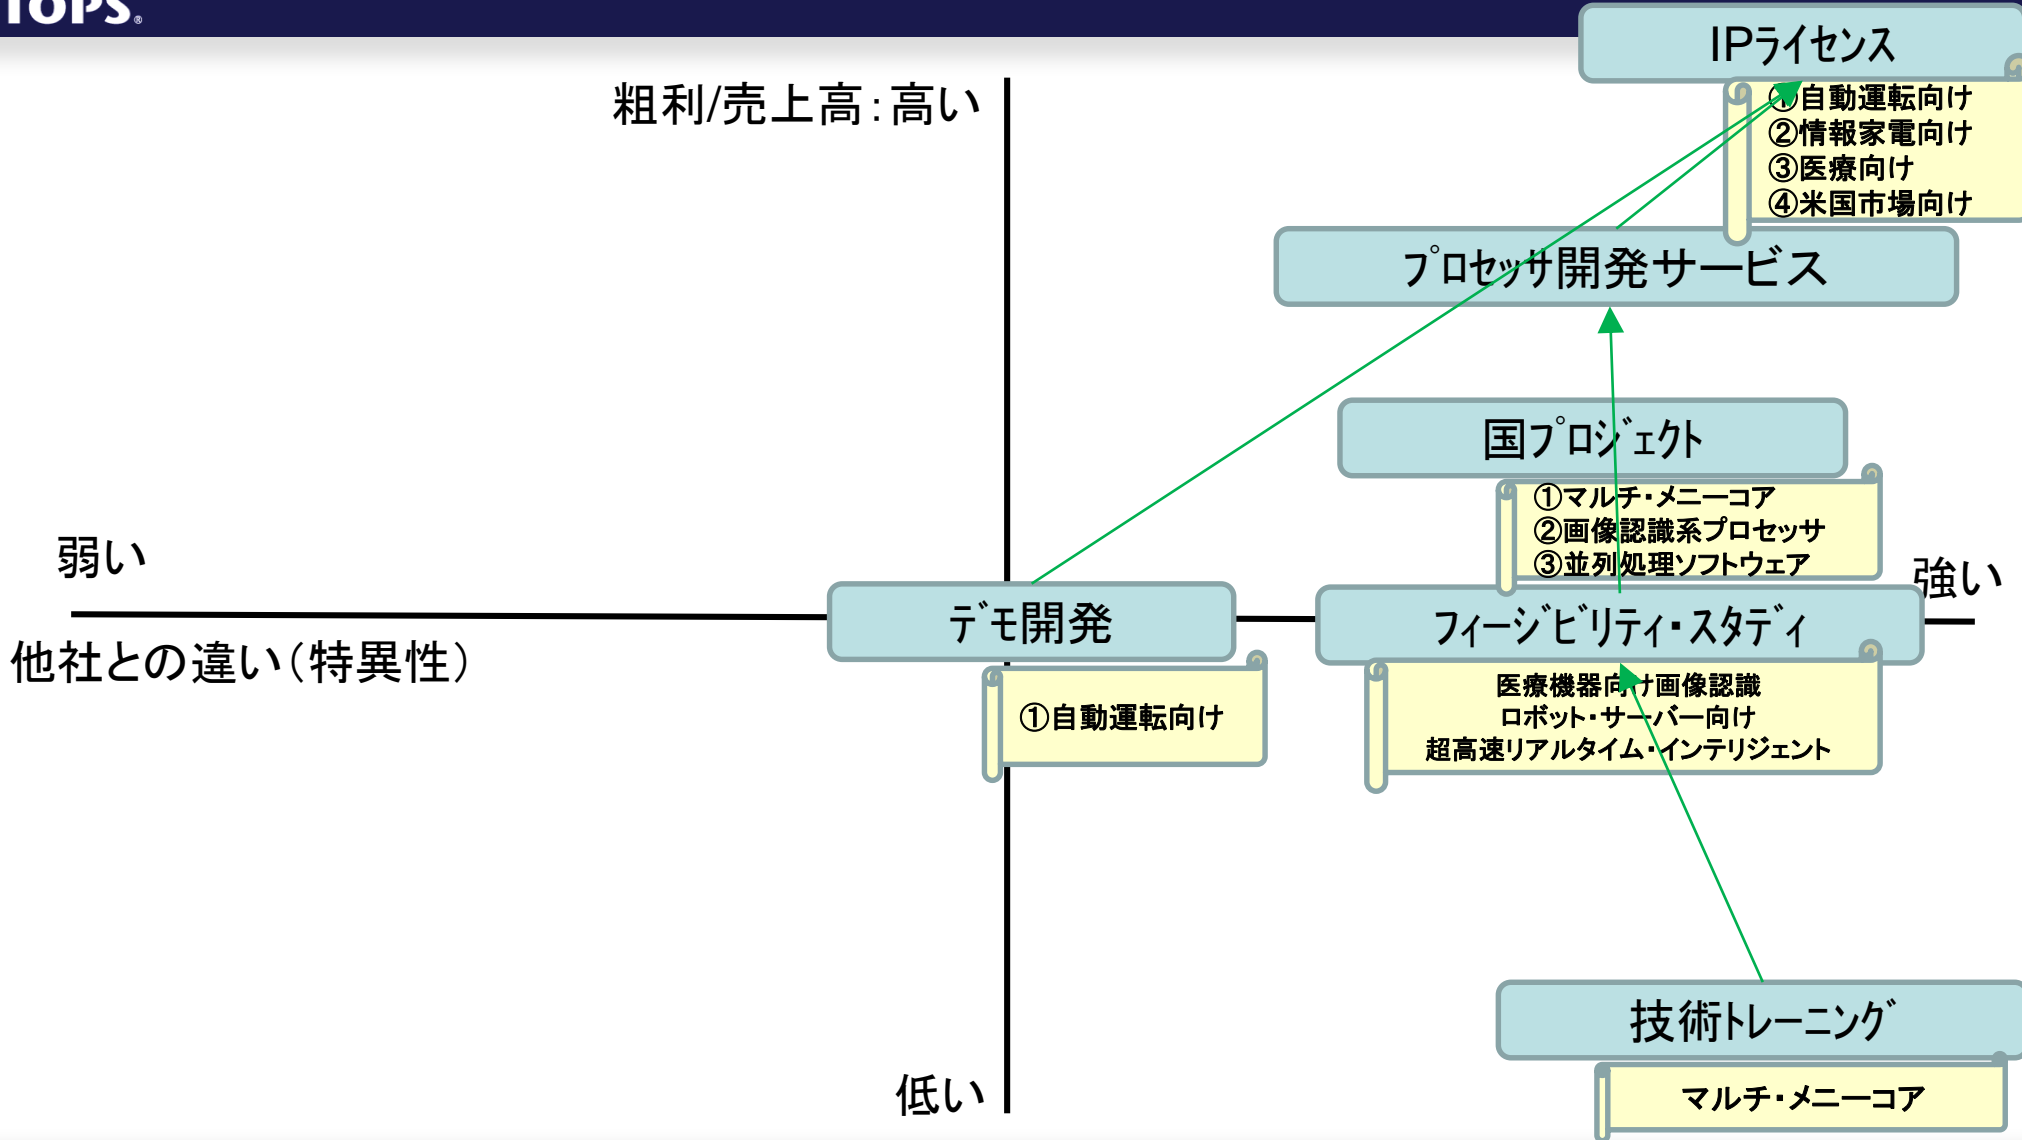 TOPS®
IPライセンス
粗利/売上高：高い
①自動運転向け
②情報家電向け
③医療向け
④米国市場向け
ﾌﾟﾛｾｯｻ開発サービス
国ﾌﾟﾛｼﾞｪｸﾄ
①マルチ・メニーコア
②画像認識系プロセッサ
③並列処理ソフトウェア
弱い
強い
ﾃﾞﾓ開発
ﾌｨｰｼﾞﾋﾞﾘﾃｨ・ｽﾀﾃﾞｨ
他社との違い（特異性）
①自動運転向け
医療機器向け画像認識
ロボット・サーバー向け
超高速リアルタイム・インテリジェント
技術ﾄﾚｰﾆﾝｸﾞ
低い
マルチ・メニーコア